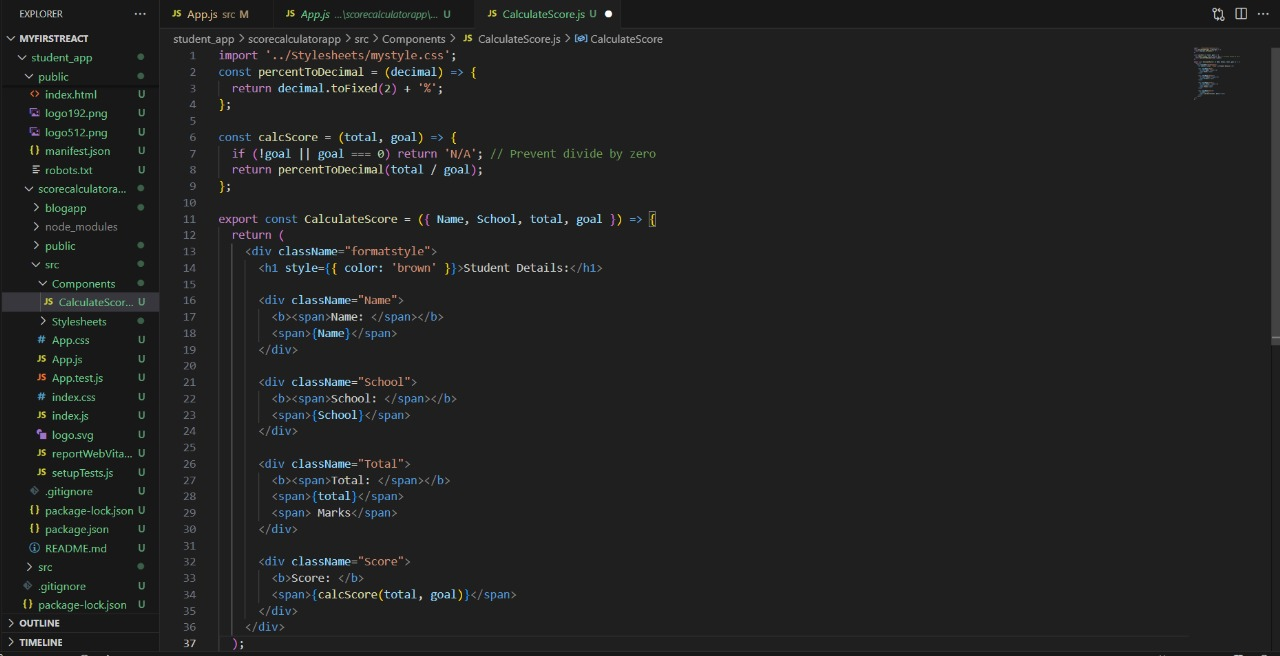 EXPLORER ...
MYFIRSTREACT
student_app
public
index.html U
logo192.png U
logo512.png U
manifest.json U
robots.txt U
scorecalculatora...
blogapp
node_modules
public
src
Components
CalculateScor... U
Stylesheets
App.css U
App.js U
App.test.js U
index.css U
index.js U
logo.svg U
reportWebVita... U
setupTests.js U
.gitignore U
package-lock.json U
package.json U
README.md U
src
.gitignore U
package-lock.json U
OUTLINE
TIMELINE
JS App.js src M JS App.js ...\scorecalculatorapp\... U JS CalculateScore.js U
student_app > scorecalculatorapp > src > Components > JS CalculateScore.js > CalculateScore
1 import '../Stylesheets/mystyle.css';
2 const percentToDecimal = (decimal) => {
3 return decimal.toFixed(2) + '%';
4 };
5
6 const calcScore = (total, goal) => {
7 if (!goal || goal === 0) return 'N/A'; // Prevent divide by zero
8 return percentToDecimal(total / goal);
9 };
10
11 export const CalculateScore = ({ Name, School, total, goal }) => {
12 return (
13 <div className="formatstyle">
14 <h1 style={{ color: 'brown' }}>Student Details:</h1>
15
16 <div className="Name">
17 <b><span>Name: </span></b>
18 <span>{Name}</span>
19 </div>
20
21 <div className="School">
22 <b><span>School: </span></b>
23 <span>{School}</span>
24 </div>
25
26 <div className="Total">
27 <b><span>Total: </span></b>
28 <span>{total}</span>
29 <span> Marks</span>
30 </div>
31
32 <div className="Score">
33 <b>Score: </b>
34 <span>{calcScore(total, goal)}</span>
35 </div>
36 </div>
37 );